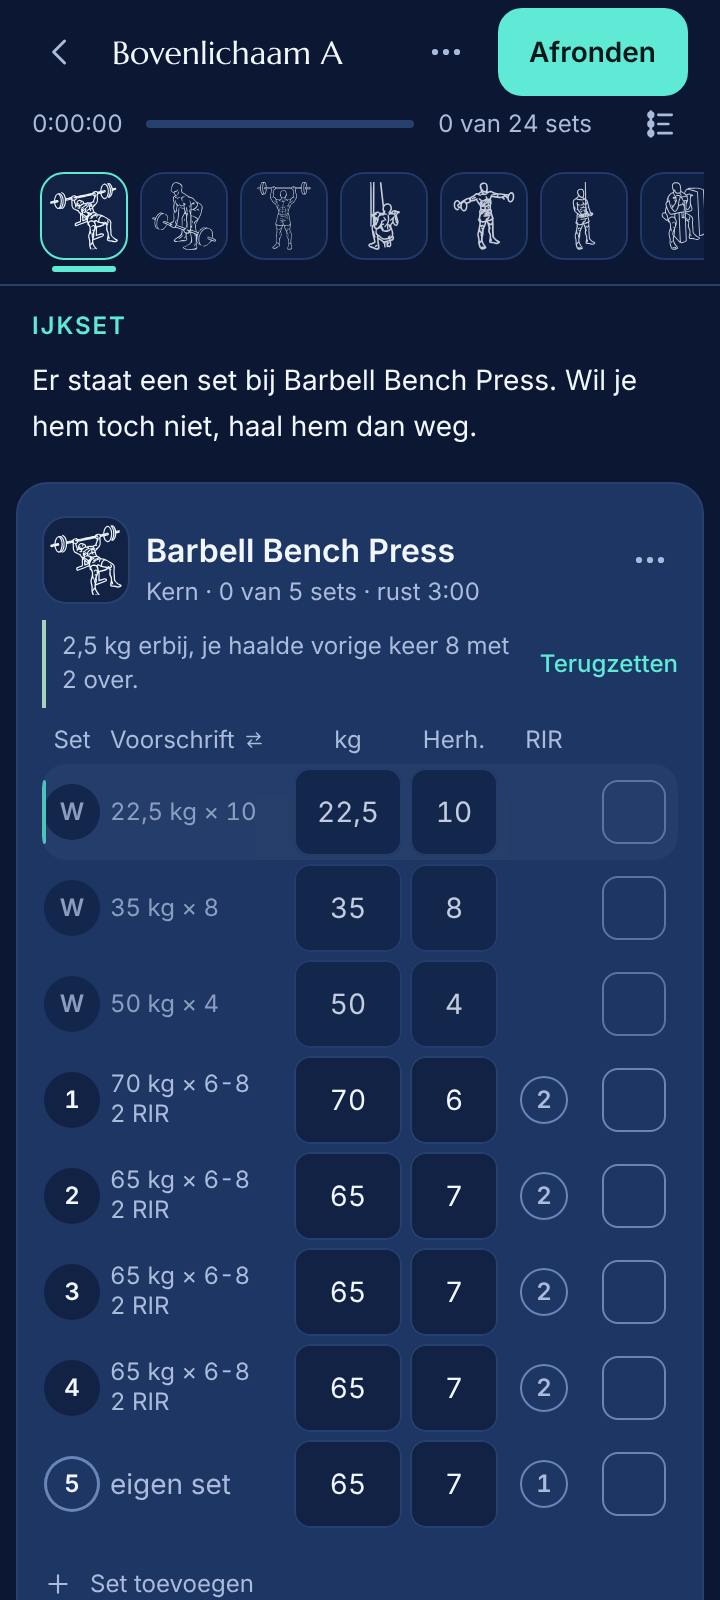 Bovenlichaam A
Afronden
0:00:00
0 van 24 sets
IJKSET
Er staat een set bij Barbell Bench Press. Wil je
hem toch niet, haal hem dan weg.
Barbell Bench Press
Kern · 0 van 5 sets · rust 3:00
2,5 kg erbij, je haalde vorige keer 8 met
2 over.
Terugzetten
Set Voorschrift ⇄ kg Herh. RIR
W 22,5 kg × 10 22,5 10
W 35 kg × 8 35 8
W 50 kg × 4 50 4
1 70 kg × 6-8 2 RIR 70 6 2
2 65 kg × 6-8 2 RIR 65 7 2
3 65 kg × 6-8 2 RIR 65 7 2
4 65 kg × 6-8 2 RIR 65 7 2
5 eigen set 65 7 1
+ Set toevoegen